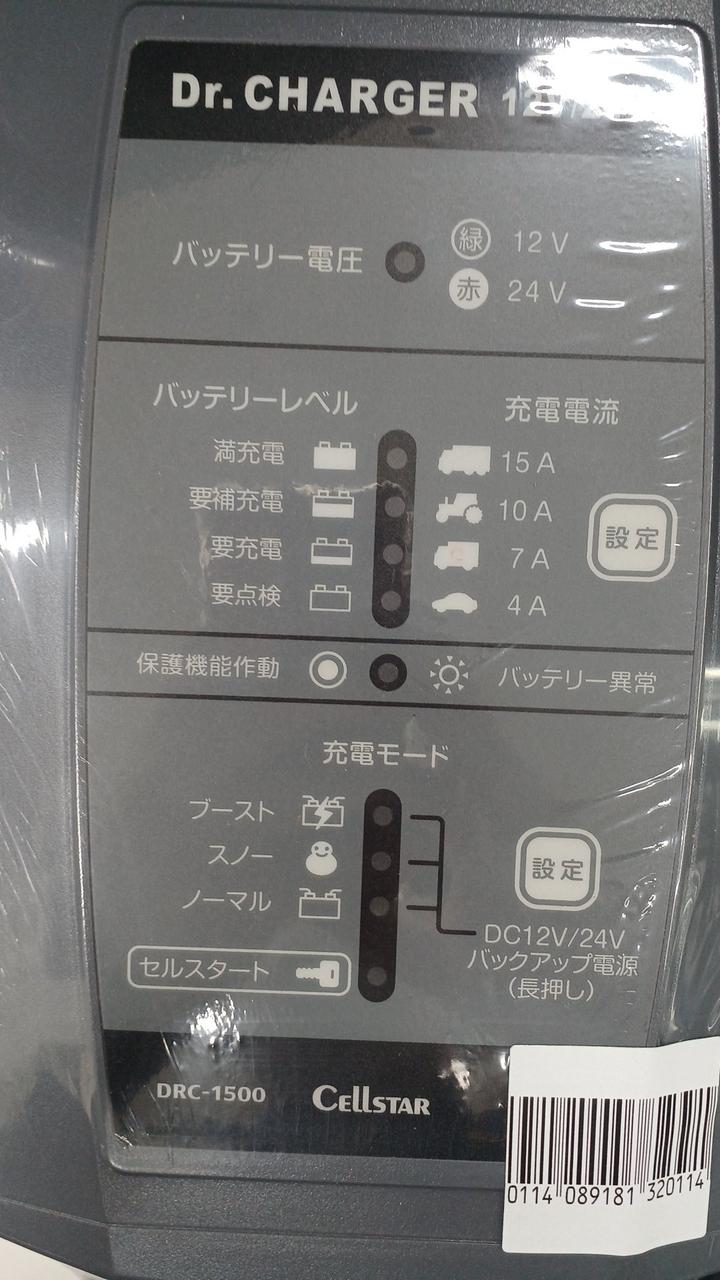 Dr. CHARGER 12V/2
バッテリー電圧
緑 12V
赤 24V
バッテリーレベル
充電電流
満充電 15A
要補充電 10A
要充電 7A
要点検 4A
設定
保護機能作動 バッテリー異常
充電モード
ブースト
スノー
ノーマル
設定
セルスタート
DC12V/24V
バックアップ電源
(長押し)
DRC-1500 CELLSTAR
0114 089181 320114